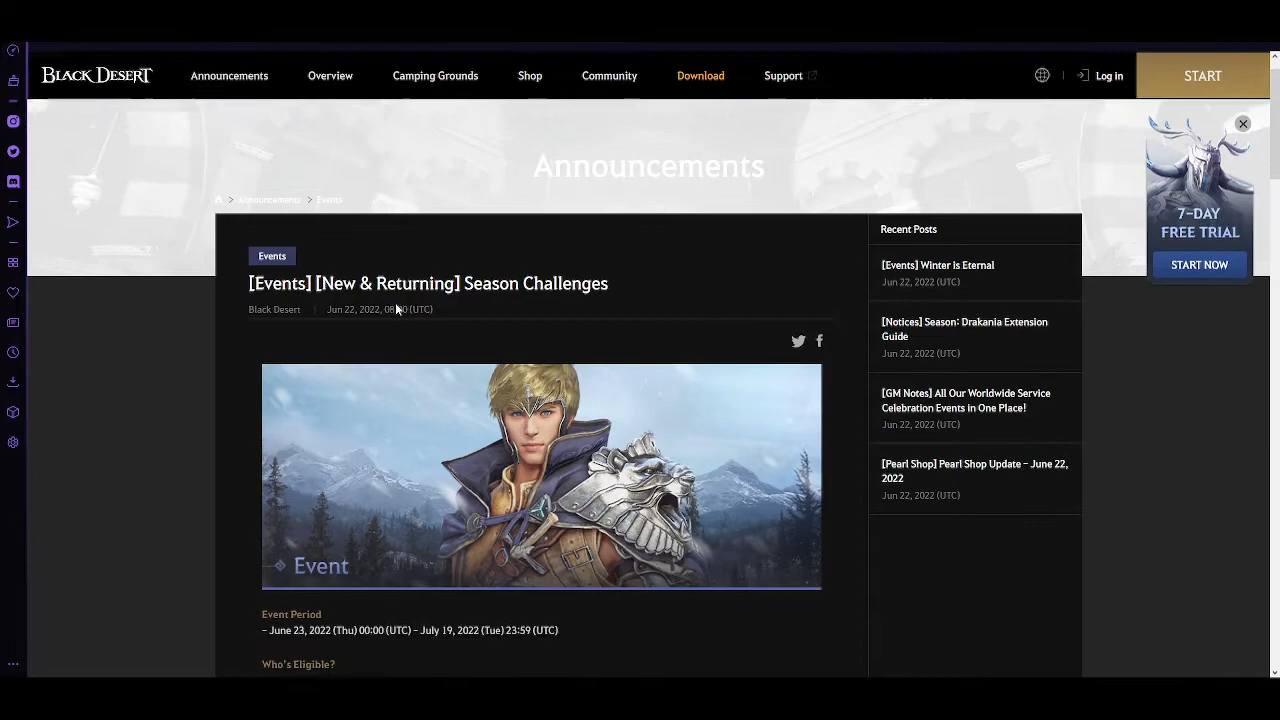 BLACK DESERT
Announcements
Overview
Camping Grounds
Shop
Community
Download
Support
Log in
START
Announcements
Announcements > Events
Events
[Events] [New & Returning] Season Challenges
Black Desert
Jun 22, 2022, (UTC)
Event
Event Period
– June 23, 2022 (Thu) 00:00 (UTC) – July 19, 2022 (Tue) 23:59 (UTC)
Who's Eligible?
Recent Posts
[Events] Winter is Eternal
Jun 22, 2022 (UTC)
[Notices] Season: Drakania Extension
Guide
Jun 22, 2022 (UTC)
[GM Notes] All Our Worldwide Service
Celebration Events in One Place!
Jun 22, 2022 (UTC)
[Pearl Shop] Pearl Shop Update – June 22,
2022
Jun 22, 2022 (UTC)
7-DAY
FREE TRIAL
START NOW